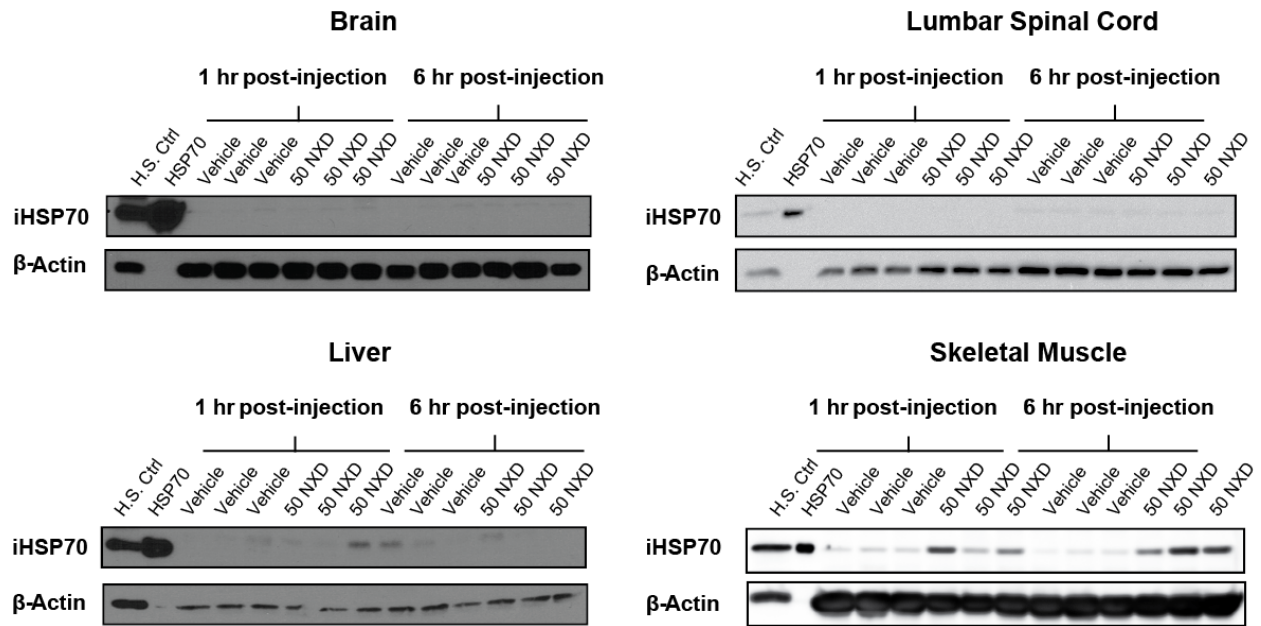 Brain
1 hr post-injection 6 hr post-injection
H.S. Ctrl HSP70 Vehicle Vehicle Vehicle 50 NXD 50 NXD 50 NXD Vehicle Vehicle Vehicle 50 NXD 50 NXD 50 NXD
iHSP70
β-Actin
Lumbar Spinal Cord
1 hr post-injection 6 hr post-injection
H.S. Ctrl HSP70 Vehicle Vehicle Vehicle 50 NXD 50 NXD 50 NXD Vehicle Vehicle Vehicle 50 NXD 50 NXD 50 NXD
iHSP70
β-Actin
Liver
1 hr post-injection 6 hr post-injection
H.S. Ctrl HSP70 Vehicle Vehicle Vehicle 50 NXD 50 NXD 50 NXD Vehicle Vehicle Vehicle 50 NXD 50 NXD 50 NXD
iHSP70
β-Actin
Skeletal Muscle
1 hr post-injection 6 hr post-injection
H.S. Ctrl HSP70 Vehicle Vehicle Vehicle 50 NXD 50 NXD 50 NXD Vehicle Vehicle Vehicle 50 NXD 50 NXD 50 NXD
iHSP70
β-Actin